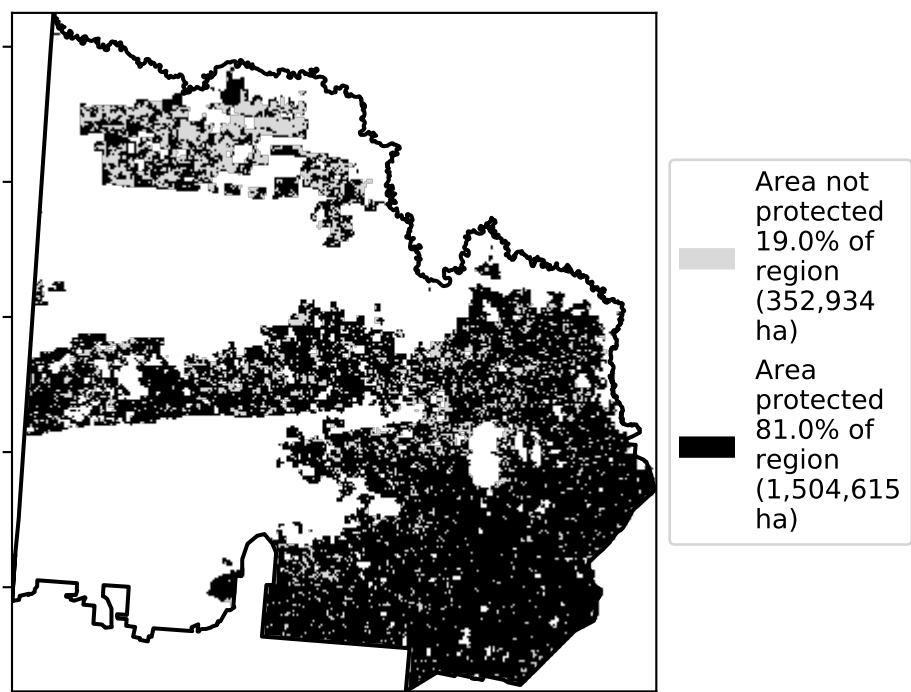 Area not
protected
19.0% of
region
(352,934
ha)
Area
protected
81.0% of
region
(1,504,615
ha)